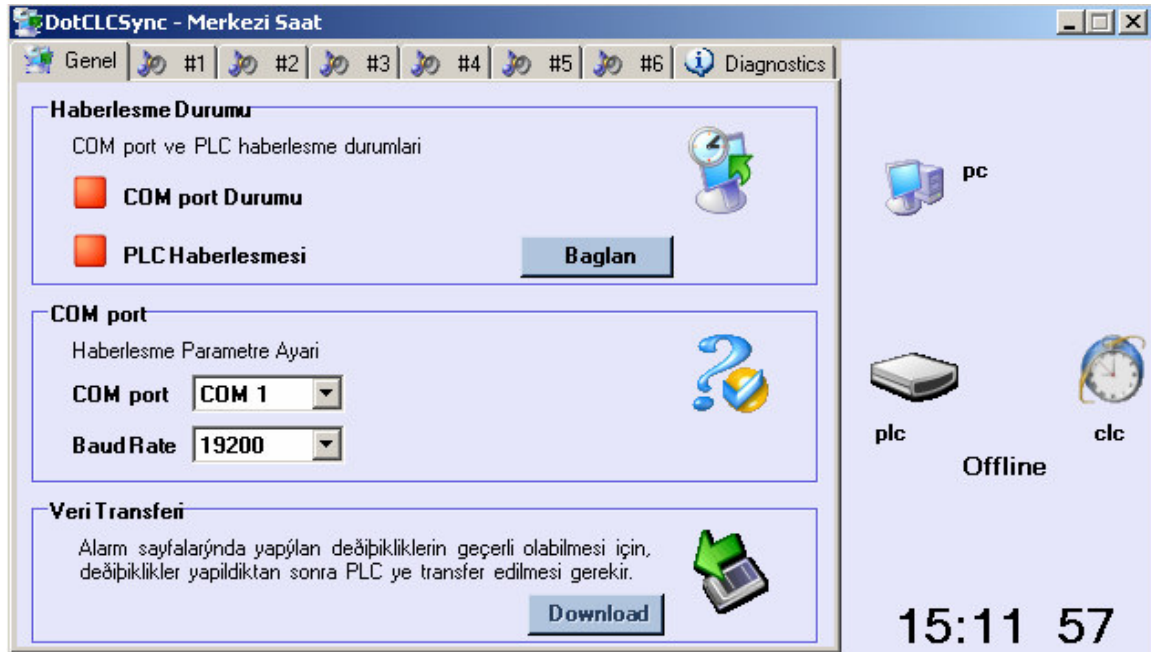 DotCLCSync - Merkezi Saat
Genel #1 #2 #3 #4 #5 #6 Diagnostics
Haberlesme Durumu
COM port ve PLC haberlesme durumlari
COM port Durumu
PLC Haberlesmesi
Baglan
COM port
Haberlesme Parametre Ayari
COM port COM 1
Baud Rate 19200
Veri Transferi
Alarm sayfalarýnda yapýlan deðiþikliklerin geçerli olabilmesi için,
deðiþiklikler yapildiktan sonra PLC ye transfer edilmesi gerekir.
Download
pc
plc
clc
Offline
15:11 57